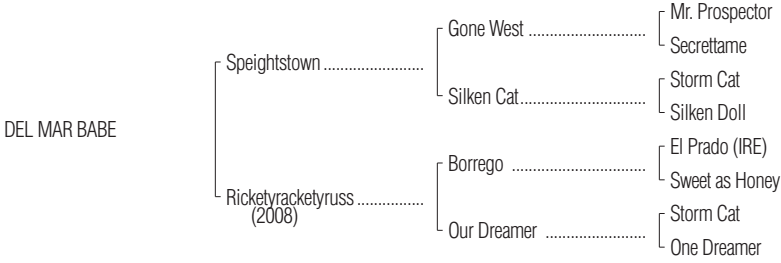 Mr. Prospector
Gone West ..............................
Secrettame
Speightstown ........................
Storm Cat
Silken Cat................................
Silken Doll
DEL MAR BABE
El Prado (IRE)
Borrego ..................................
Sweet as Honey
Ricketyracketyruss ................
(2008)
Storm Cat
Our Dreamer .........................
One Dreamer